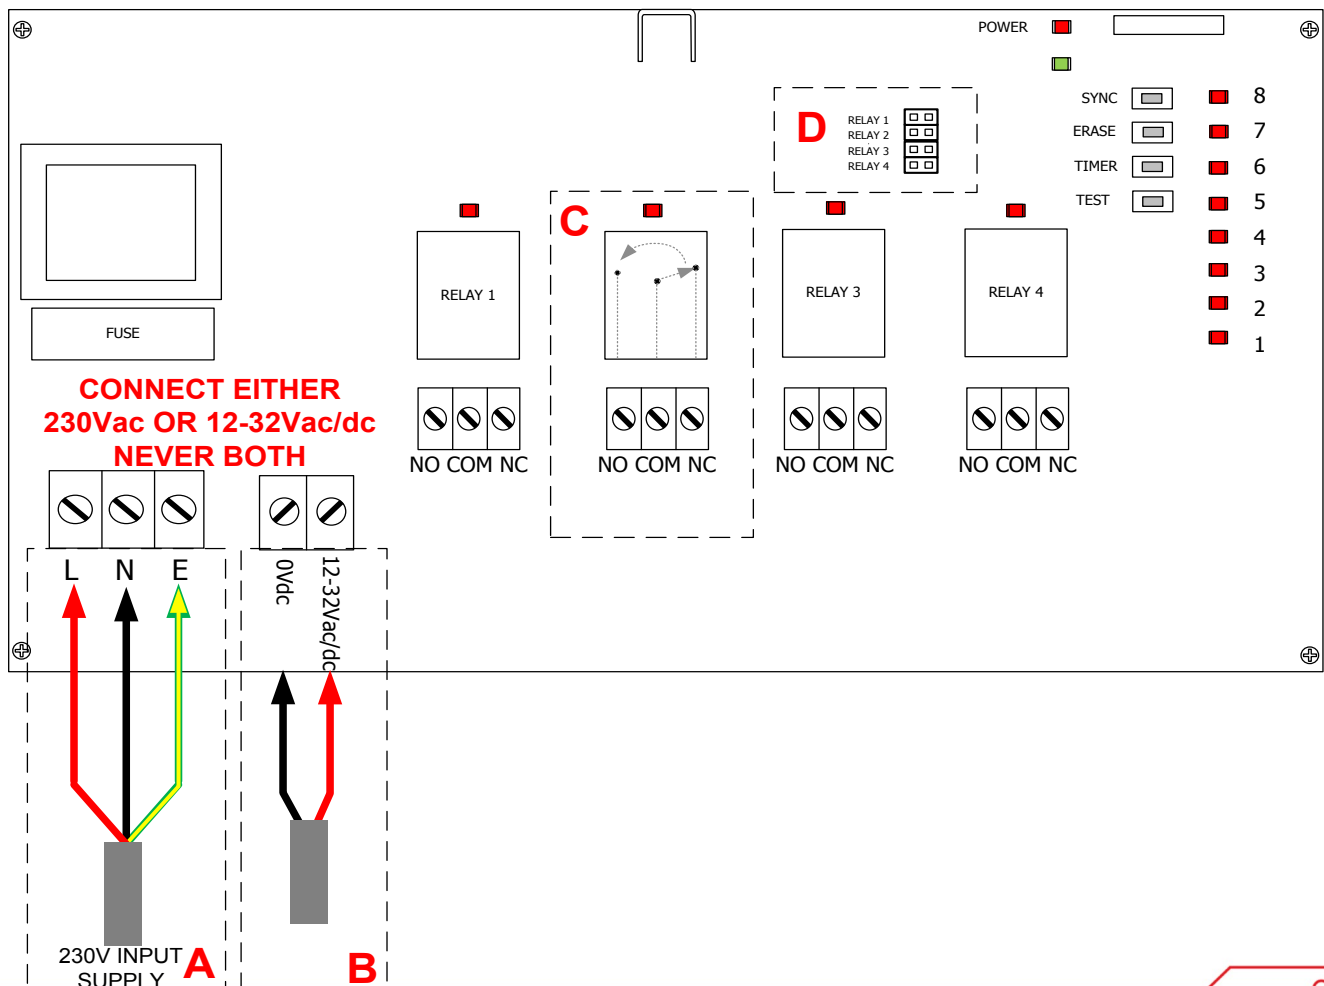 POWER
SYNC
ERASE
TIMER
TEST
8
7
6
5
4
3
2
1
D
RELAY 1
RELAY 2
RELAY 3
RELAY 4
C
RELAY 1
RELAY 3
RELAY 4
FUSE
CONNECT EITHER
230Vac OR 12-32Vac/dc
NEVER BOTH
NO COM NC
NO COM NC
NO COM NC
NO COM NC
L N E
0Vdc
12-32Vac/dc
230V INPUT
SUPPLY
A
B